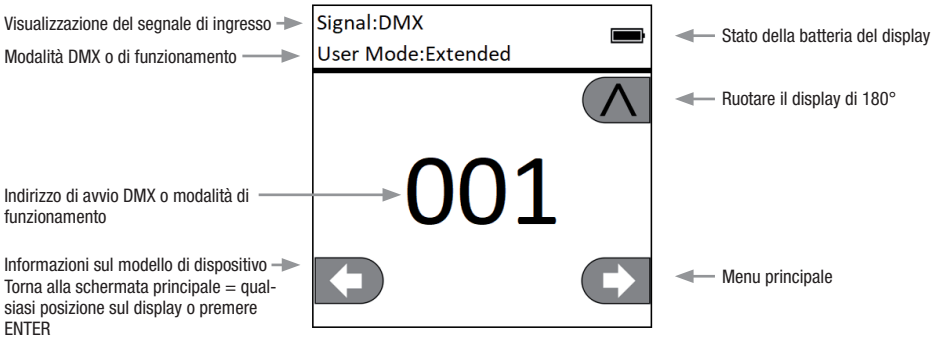 Visualizzazione del segnale di ingresso
Modalità DMX o di funzionamento
Signal:DMX
User Mode:Extended
Stato della batteria del display
Ruotare il display di 180°
Indirizzo di avvio DMX o modalità di
funzionamento
001
Informazioni sul modello di dispositivo
Torna alla schermata principale = qual-
siasi posizione sul display o premere
ENTER
Menu principale